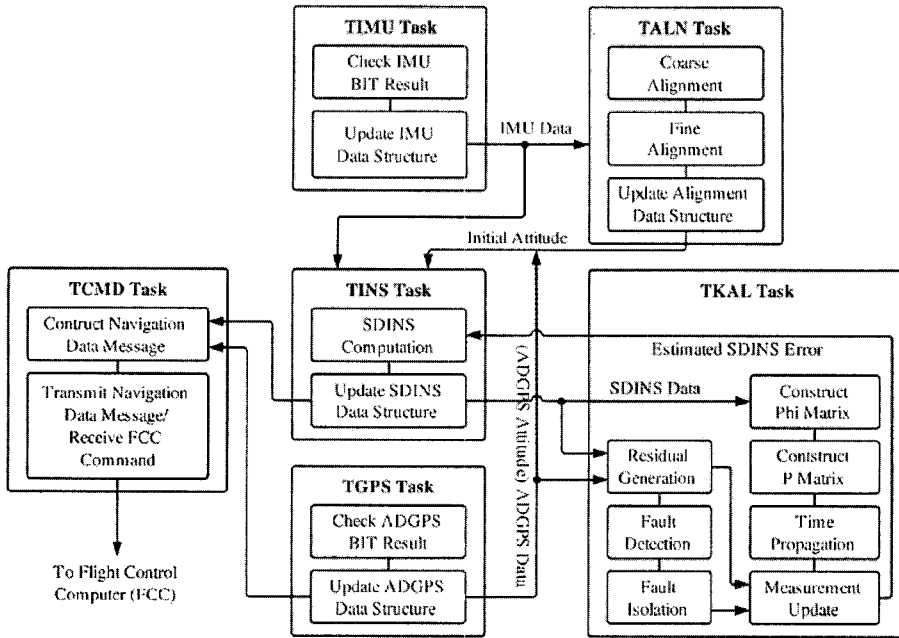 TIMU Task
Check IMU
BIT Result
Update IMU
Data Structure
IMU Data
TALN Task
Coarse
Alignment
Fine
Alignment
Update Alignment
Data Structure
Initial Attitude
TCMD Task
Contruct Navigation
Data Message
Transmit Navigation
Data Message/
Receive FCC
Command
To Flight Control
Computer (FCC)
TINS Task
SDINS
Computation
Update SDINS
Data Structure
TGPS Task
Check ADGPS
BIT Result
Update ADGPS
Data Structure
(ADGPS Attitude) ADGPS Data
TKAL Task
Estimated SDINS Error
SDINS Data
Construct
Phi Matrix
Residual
Generation
Contstruct
P Matrix
Fault
Detection
Time
Propagation
Fault
Isolation
Measurement
Update